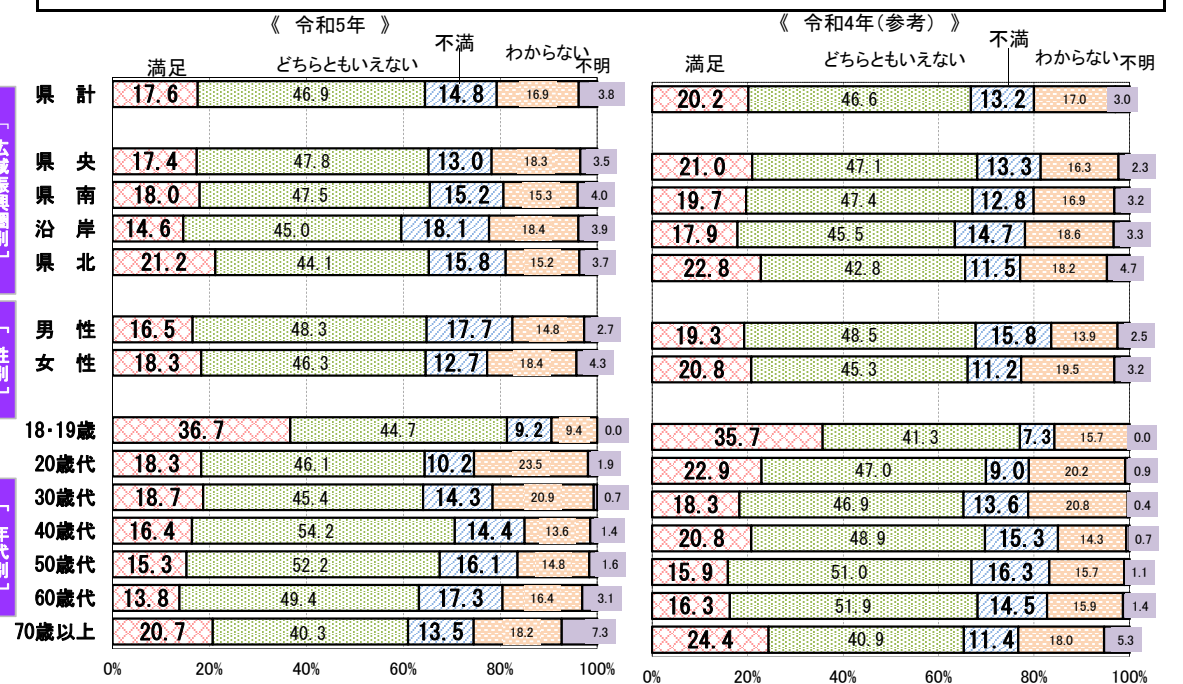 《 令和5年 》
満足 どちらともいえない 不満 わからない 不明
県 計 17.6 46.9 14.8 16.9 3.8
「広域振興圏別」
県 央 17.4 47.8 13.0 18.3 3.5
県 南 18.0 47.5 15.2 15.3 4.0
沿 岸 14.6 45.0 18.1 18.4 3.9
県 北 21.2 44.1 15.8 15.2 3.7
「性別」
男 性 16.5 48.3 17.7 14.8 2.7
女 性 18.3 46.3 12.7 18.4 4.3
「年代別」
18･19歳 36.7 44.7 9.2 9.4 0.0
20歳代 18.3 46.1 10.2 23.5 1.9
30歳代 18.7 45.4 14.3 20.9 0.7
40歳代 16.4 54.2 14.4 13.6 1.4
50歳代 15.3 52.2 16.1 14.8 1.6
60歳代 13.8 49.4 17.3 16.4 3.1
70歳以上 20.7 40.3 13.5 18.2 7.3
0% 20% 40% 60% 80% 100%
《 令和4年(参考) 》
満足 どちらともいえない 不満 わからない 不明
20.2 46.6 13.2 17.0 3.0
21.0 47.1 13.3 16.3 2.3
19.7 47.4 12.8 16.9 3.2
17.9 45.5 14.7 18.6 3.3
22.8 42.8 11.5 18.2 4.7
19.3 48.5 15.8 13.9 2.5
20.8 45.3 11.2 19.5 3.2
35.7 41.3 7.3 15.7 0.0
22.9 47.0 9.0 20.2 0.9
18.3 46.9 13.6 20.8 0.4
20.8 48.9 15.3 14.3 0.7
15.9 51.0 16.3 15.7 1.1
16.3 51.9 14.5 15.9 1.4
24.4 40.9 11.4 18.0 5.3
0% 20% 40% 60% 80% 100%